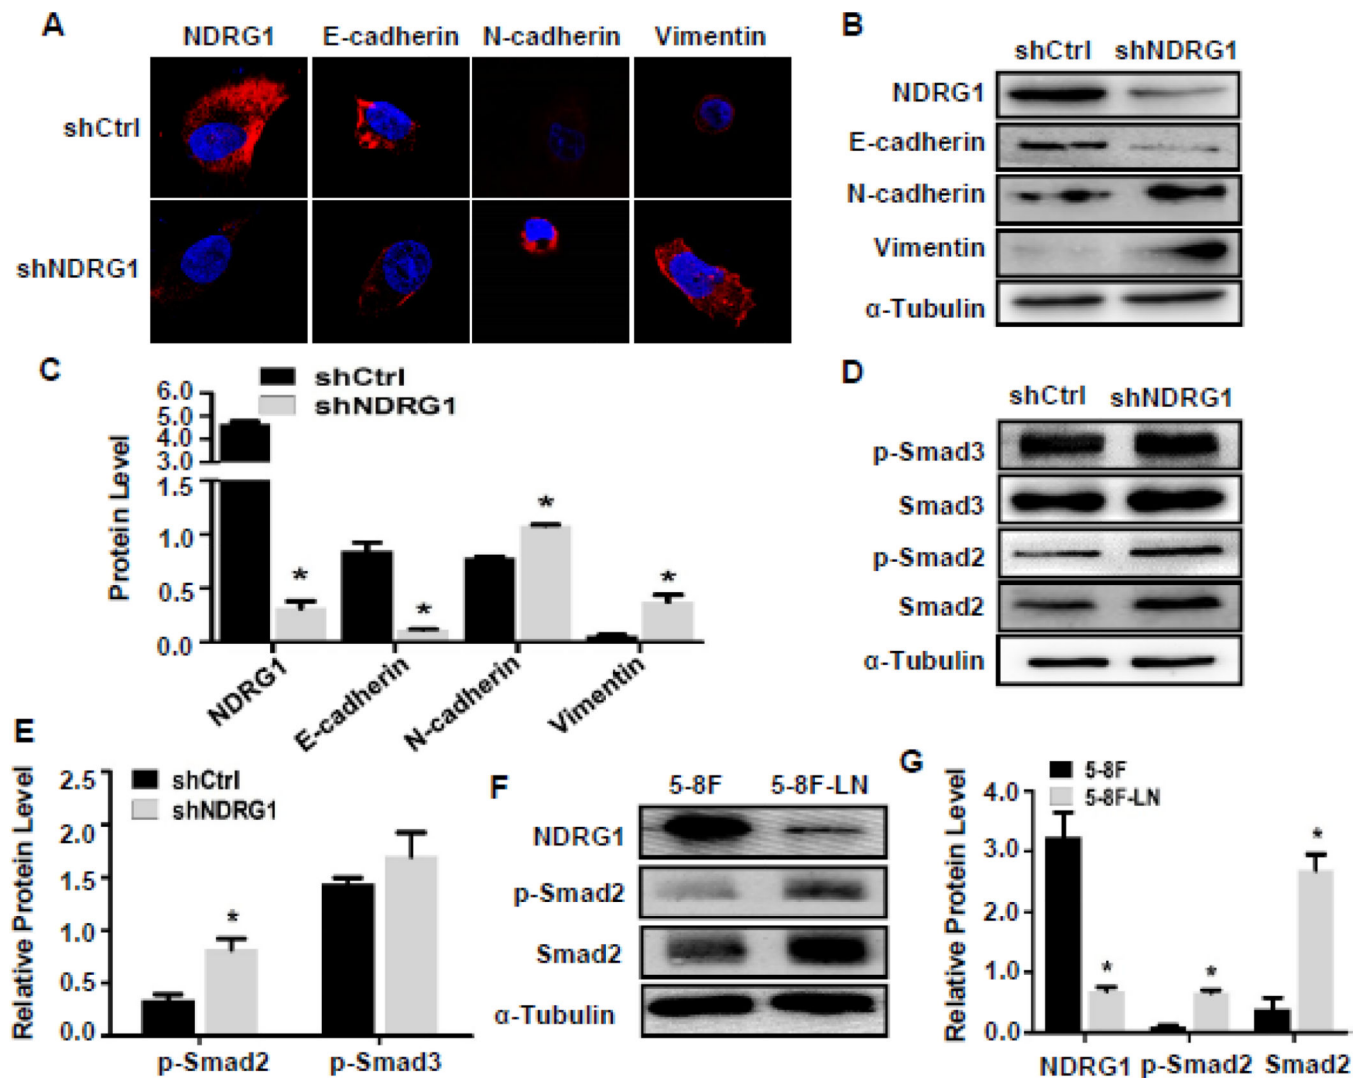 A
NDRG1 E-cadherin N-cadherin Vimentin
shCtrl
shNDRG1
B
shCtrl shNDRG1
NDRG1
E-cadherin
N-cadherin
Vimentin
α-Tubulin
C
shCtrl
shNDRG1
Protein Level
6.0
5.0
4.0
3.0
1.5
1.0
0.5
0.0
*
*
*
*
NDRG1 E-cadherin N-cadherin Vimentin
D
shCtrl shNDRG1
p-Smad3
Smad3
p-Smad2
Smad2
α-Tubulin
E
shCtrl
shNDRG1
Relative Protein Level
2.5
2.0
1.5
1.0
0.5
0.0
*
p-Smad2 p-Smad3
F
5-8F 5-8F-LN
NDRG1
p-Smad2
Smad2
α-Tubulin
G
5-8F
5-8F-LN
Relative Protein Level
4.0
3.0
2.0
1.0
0.0
*
*
*
NDRG1 p-Smad2 Smad2